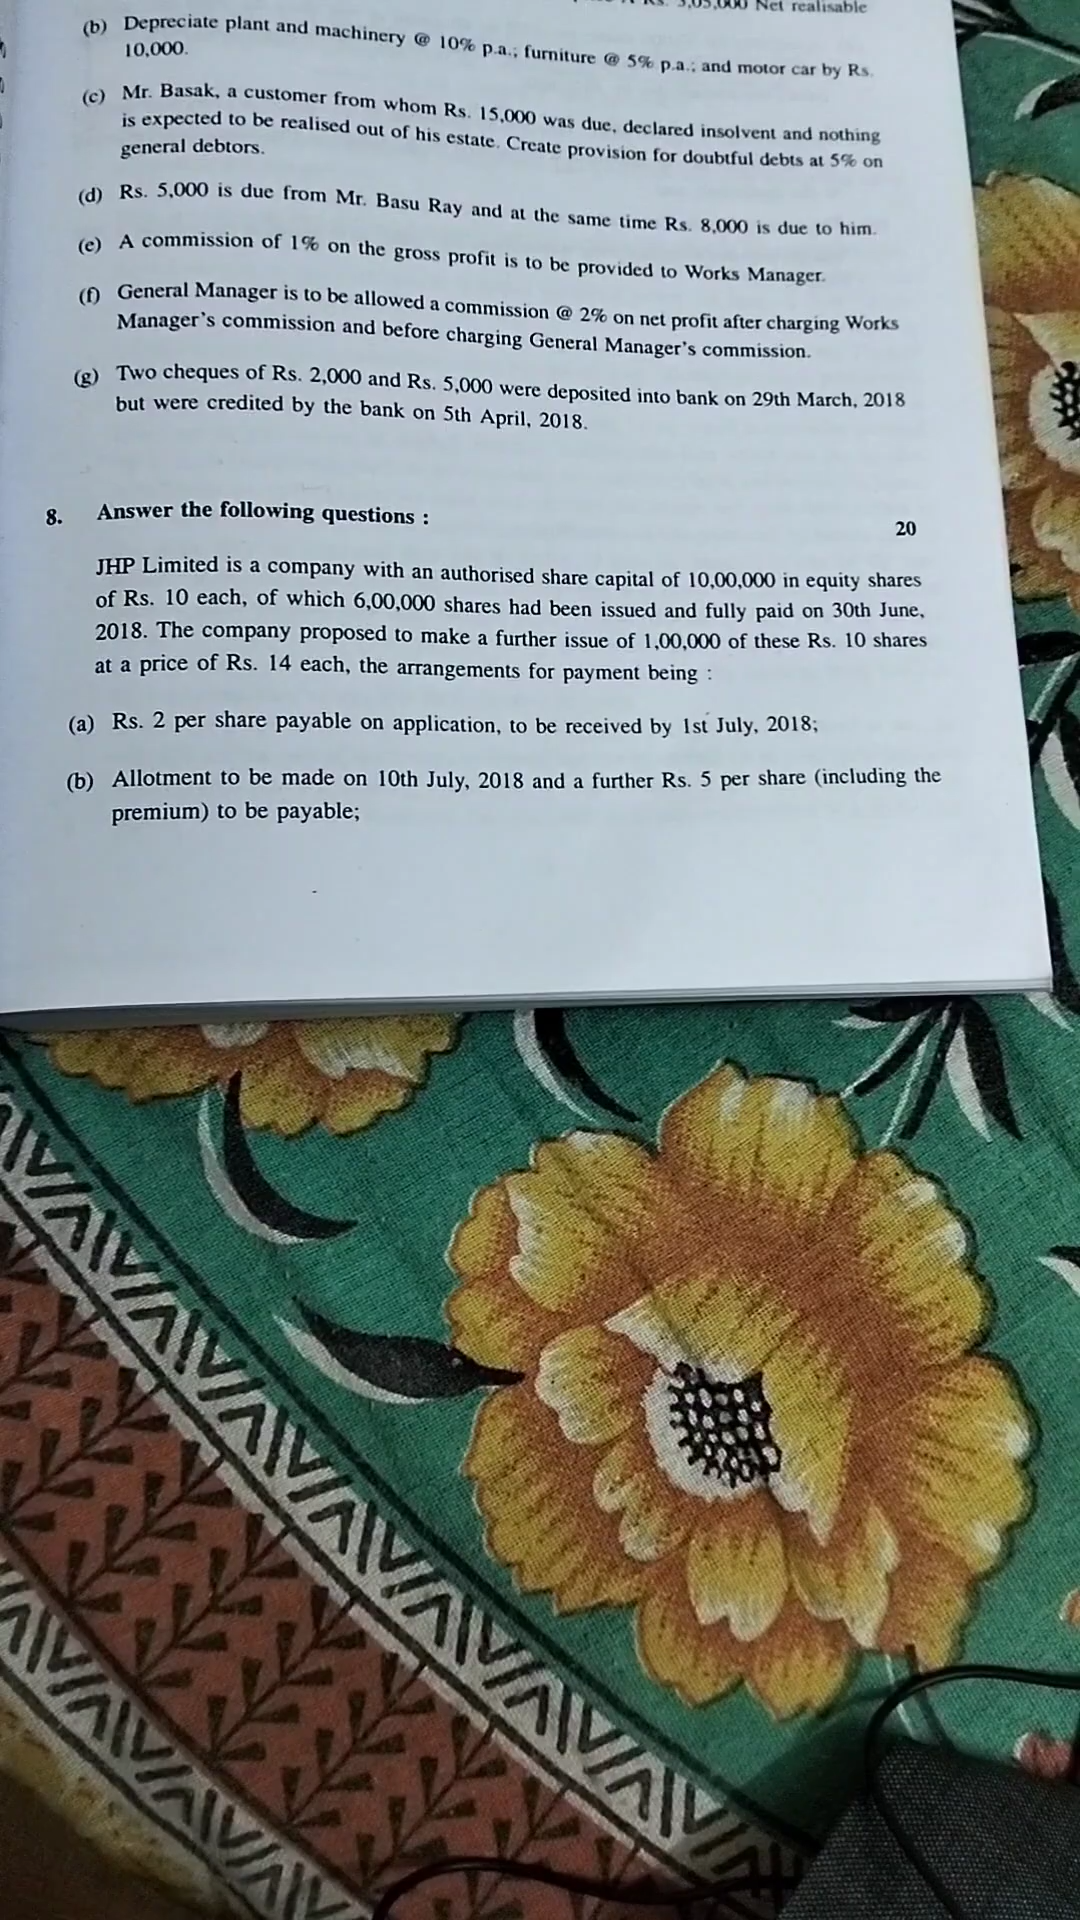 Rs. 3,05,000 Net realisable
(b) Depreciate plant and machinery @ 10% p.a.; furniture @ 5% p.a.; and motor car by Rs.
10,000.
(c) Mr. Basak, a customer from whom Rs. 15,000 was due, declared insolvent and nothing
is expected to be realised out of his estate. Create provision for doubtful debts at 5% on
general debtors.
(d) Rs. 5,000 is due from Mr. Basu Ray and at the same time Rs. 8,000 is due to him.
(e) A commission of 1% on the gross profit is to be provided to Works Manager.
(f) General Manager is to be allowed a commission @ 2% on net profit after charging Works
Manager's commission and before charging General Manager's commission.
(g) Two cheques of Rs. 2,000 and Rs. 5,000 were deposited into bank on 29th March, 2018
but were credited by the bank on 5th April, 2018.
8. Answer the following questions : 20
JHP Limited is a company with an authorised share capital of 10,00,000 in equity shares
of Rs. 10 each, of which 6,00,000 shares had been issued and fully paid on 30th June,
2018. The company proposed to make a further issue of 1,00,000 of these Rs. 10 shares
at a price of Rs. 14 each, the arrangements for payment being :
(a) Rs. 2 per share payable on application, to be received by 1st July, 2018;
(b) Allotment to be made on 10th July, 2018 and a further Rs. 5 per share (including the
premium) to be payable;